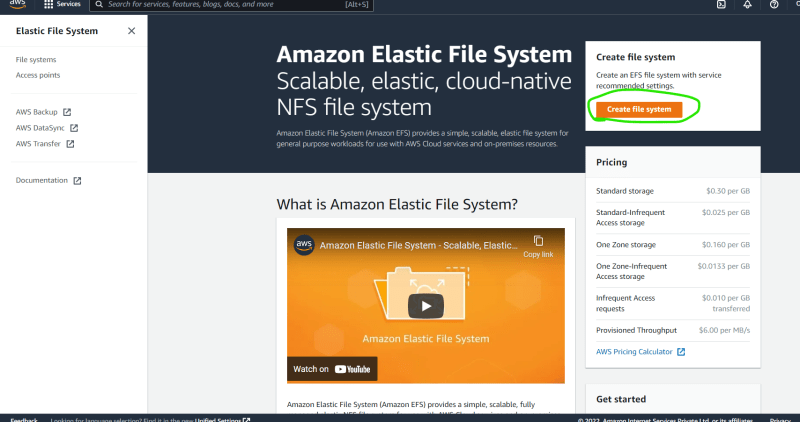 aws
Services
Search for services, features, blogs, docs, and more
[Alt+S]
Elastic File System
File systems
Access points
AWS Backup
AWS DataSync
AWS Transfer
Documentation
Amazon Elastic File System
Scalable, elastic, cloud-native
NFS file system
Amazon Elastic File System (Amazon EFS) provides a simple, scalable, elastic file system for
general purpose workloads for use with AWS Cloud services and on-premises resources.
Create file system
Create an EFS file system with service
recommended settings.
Create file system
Pricing
Standard storage $0.30 per GB
Standard-Infrequent $0.025 per GB
Access storage
One Zone storage $0.160 per GB
One Zone-Infrequent $0.0133 per GB
Access storage
Infrequent Access $0.010 per GB
requests transferred
Provisioned Throughput $6.00 per MB/s
AWS Pricing Calculator
Get started
What is Amazon Elastic File System?
aws
Amazon Elastic File System - Scalable, Elastic...
Copy link
Amazon Elastic File System
Watch on YouTube
Amazon Elastic File System (Amazon EFS) provides a simple, scalable, fully
Feedback
Looking for language selection? Find it in the new Unified Settings
© 2022, Amazon Internet Services Private Ltd. or its affiliates.
Privacy